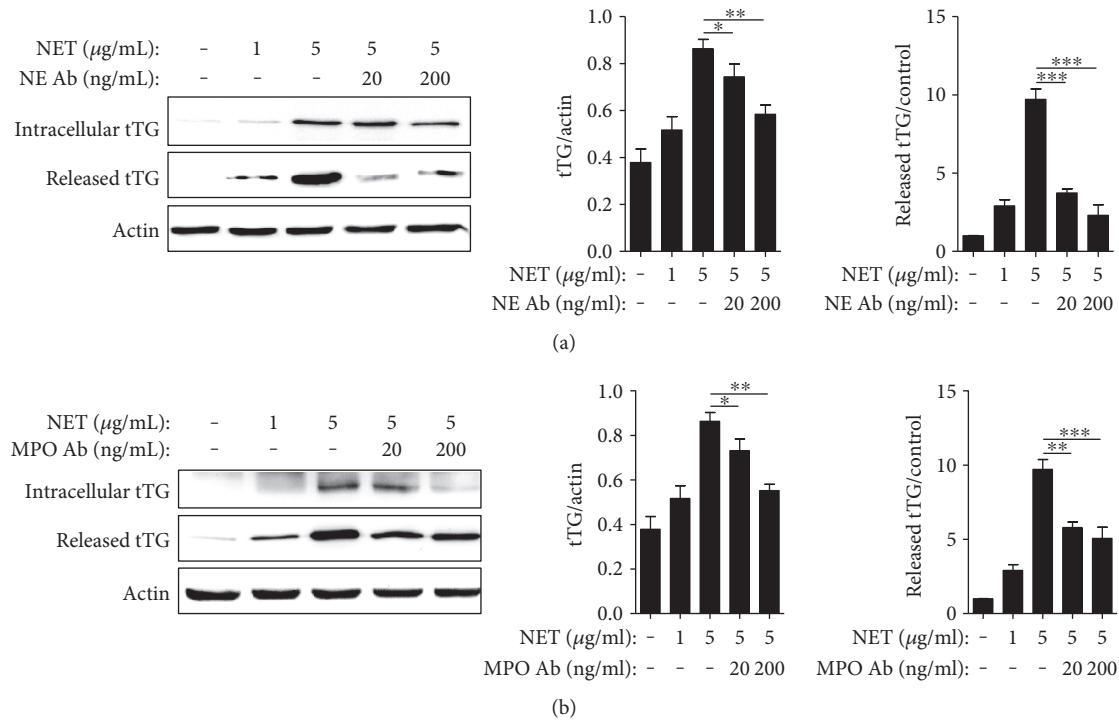 NET (μg/mL): – 1 5 5 5
NE Ab (ng/mL): – – – 20 200
Intracellular tTG
Released tTG
Actin
tTG/actin
1.0
0.8
0.6
0.4
0.2
0.0
* **
NET (μg/ml): – 1 5 5 5
NE Ab (ng/ml): – – – 20 200
Released tTG/control
15
10
5
0
***
***
NET (μg/ml): – 1 5 5 5
NE Ab (ng/ml): – – – 20 200
(a)
NET (μg/mL): – 1 5 5 5
MPO Ab (ng/mL): – – – 20 200
Intracellular tTG
Released tTG
Actin
tTG/actin
1.0
0.8
0.6
0.4
0.2
0.0
**
*
NET (μg/ml): – 1 5 5 5
MPO Ab (ng/ml): – – – 20 200
Released tTG/control
15
10
5
0
***
**
NET (μg/ml): – 1 5 5 5
MPO Ab (ng/ml): – – – 20 200
(b)